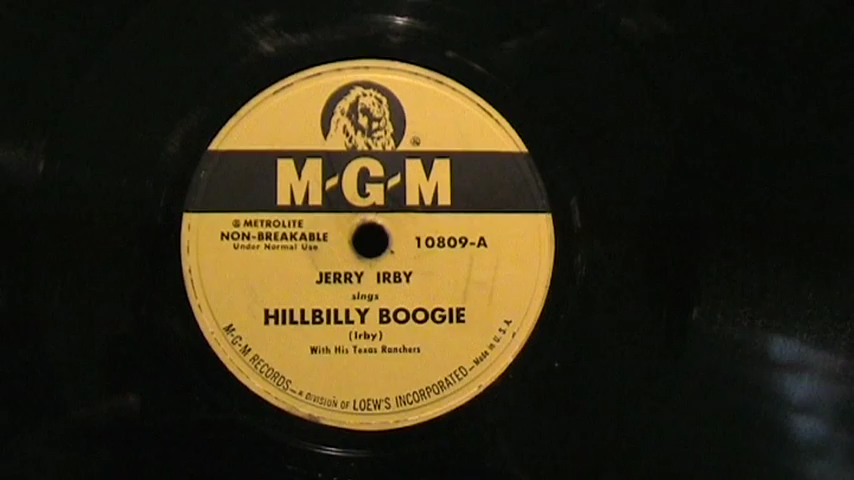 ®
M-G-M
® METROLITE
NON-BREAKABLE
Under Normal Use
10809-A
JERRY IRBY
sings
HILLBILLY BOOGIE
(Irby)
With His Texas Ranchers
M-G-M RECORDS—A DIVISION OF LOEW'S INCORPORATED—Made in U.S.A.